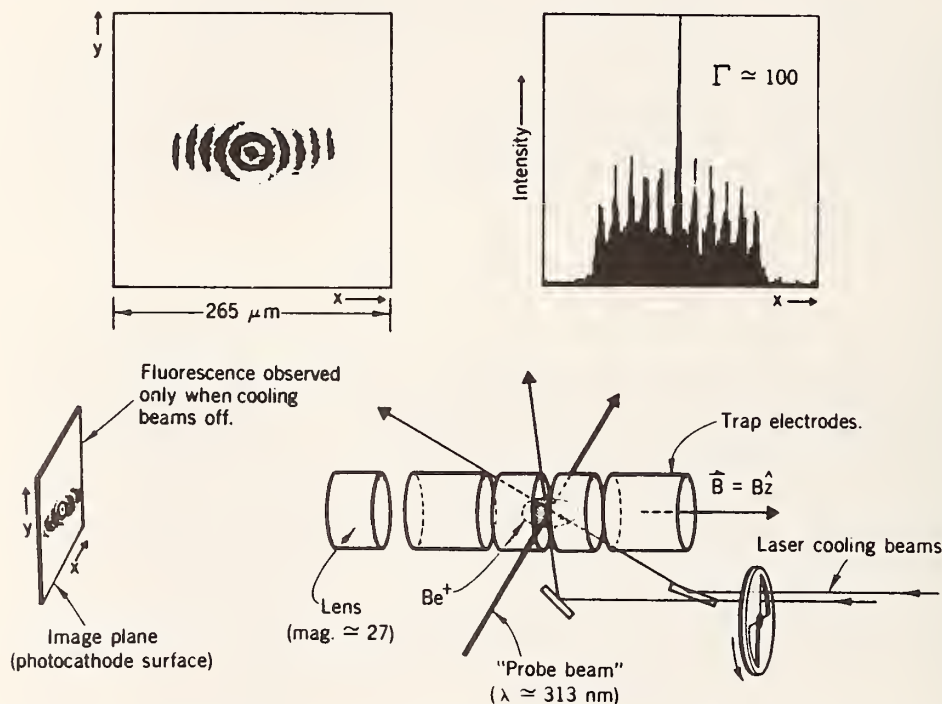 y
x
265 μm
Intensity
Γ ≃ 100
x
Fluorescence observed
only when cooling
beams off.
y
x
Image plane
(photocathode surface)
Lens
(mag. ≃ 27)
Be⁺
"Probe beam"
(λ ≃ 313 nm)
Trap electrodes.
B⃗ = Bẑ
Laser cooling beams